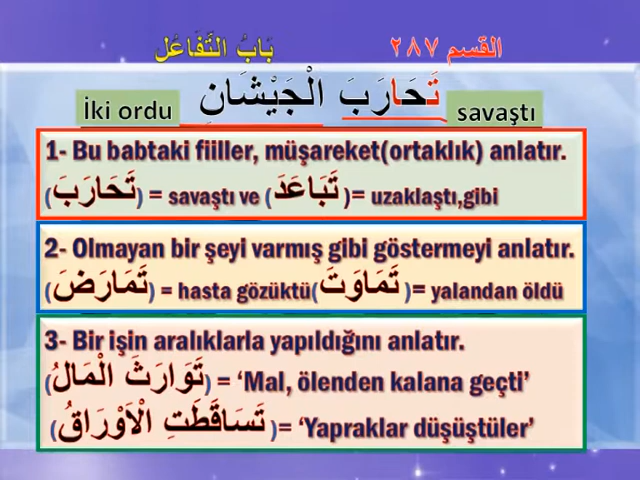 القسم ٢٨٧ بَابُ التَّفَاعُلِ
تَحَارَبَ الْجَيْشَانِ
İki ordu savaştı
1- Bu babtaki fiiller, müşareket(ortaklık) anlatır.
(تَحَارَبَ) = savaştı ve (تَبَاعَدَ )= uzaklaştı,gibi
2- Olmayan bir şeyi varmış gibi göstermeyi anlatır.
(تَمَارَضَ) = hasta gözüktü(تَمَاوَتَ )= yalandan öldü
3- Bir işin aralıklarla yapıldığını anlatır.
(تَوَارَثَ الْمَالُ) = ‘Mal, ölenden kalana geçti’
(تَسَاقَطَتِ الْاَوْرَاقُ )= ‘Yapraklar düşüştüler’